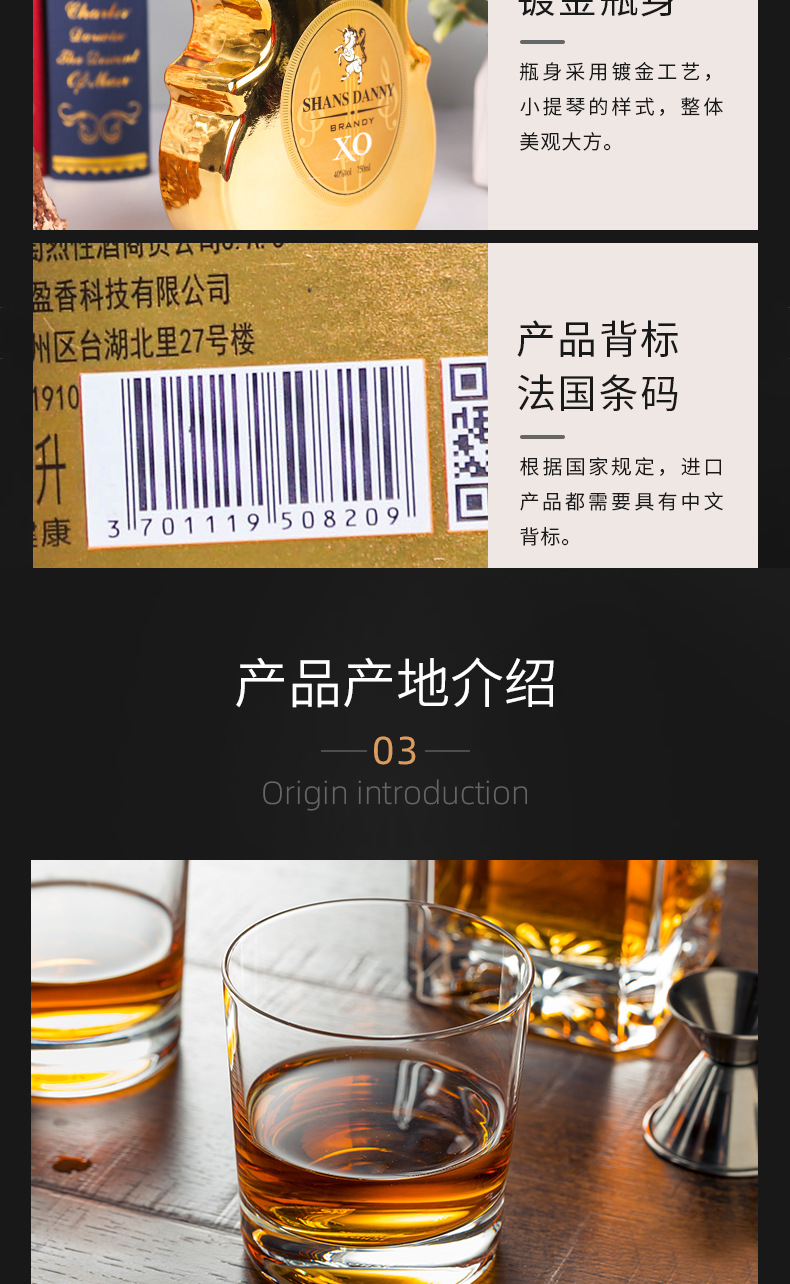 镀金瓶身
瓶身采用镀金工艺，
小提琴的样式，整体
美观大方。
Charles
Darwin
The Descent
Of Man
SHANS DANNY
BRANDY
XO
40%vol 750ml
盈香科技有限公司
州区台湖北里27号楼
1910
升
健康
3 701119 508209
产品背标
法国条码
根据国家规定，进口
产品都需要具有中文
背标。
产品产地介绍
03
Origin introduction